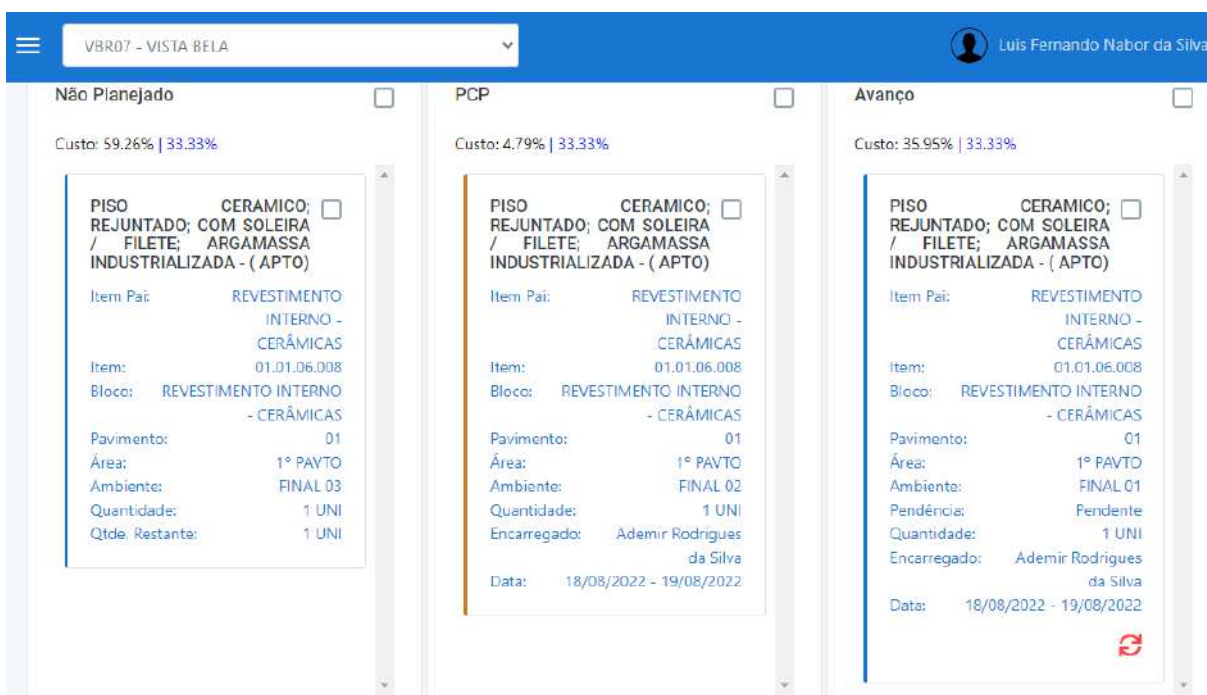 VBR07 - VISTA BELA
Luis Fernando Nabor da Silva
Não Planejado
Custo: 59.26% | 33.33%
PISO CERAMICO;
REJUNTADO; COM SOLEIRA
/ FILETE; ARGAMASSA
INDUSTRIALIZADA - ( APTO)
Item Pai: REVESTIMENTO
INTERNO -
CERÂMICAS
Item: 01.01.06.008
Bloco: REVESTIMENTO INTERNO
- CERÂMICAS
Pavimento: 01
Área: 1º PAVTO
Ambiente: FINAL 03
Quantidade: 1 UNI
Qtde. Restante: 1 UNI
PCP
Custo: 4.79% | 33.33%
PISO CERAMICO;
REJUNTADO; COM SOLEIRA
/ FILETE; ARGAMASSA
INDUSTRIALIZADA - ( APTO)
Item Pai: REVESTIMENTO
INTERNO -
CERÂMICAS
Item: 01.01.06.008
Bloco: REVESTIMENTO INTERNO
- CERÂMICAS
Pavimento: 01
Área: 1º PAVTO
Ambiente: FINAL 02
Quantidade: 1 UNI
Encarregado: Ademir Rodrigues
da Silva
Data: 18/08/2022 - 19/08/2022
Avanço
Custo: 35.95% | 33.33%
PISO CERAMICO;
REJUNTADO; COM SOLEIRA
/ FILETE; ARGAMASSA
INDUSTRIALIZADA - ( APTO)
Item Pai: REVESTIMENTO
INTERNO -
CERÂMICAS
Item: 01.01.06.008
Bloco: REVESTIMENTO INTERNO
- CERÂMICAS
Pavimento: 01
Área: 1º PAVTO
Ambiente: FINAL 01
Pendência: Pendente
Quantidade: 1 UNI
Encarregado: Ademir Rodrigues
da Silva
Data: 18/08/2022 - 19/08/2022